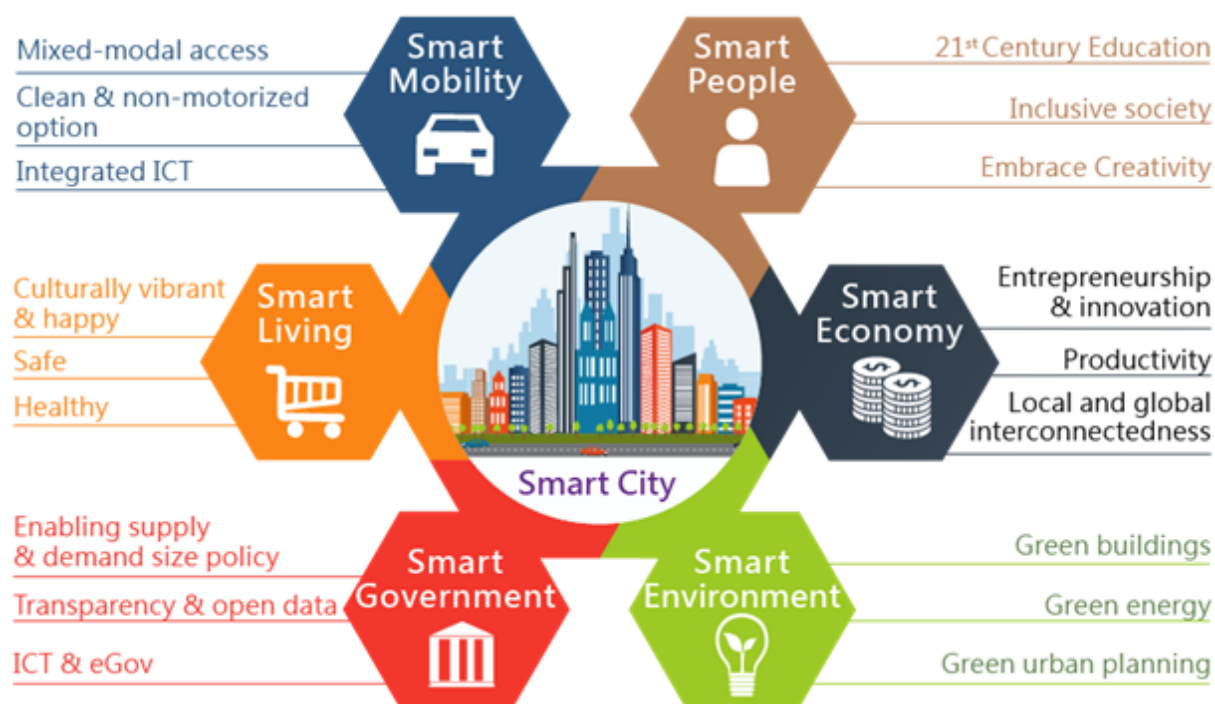 Mixed-modal access
Clean & non-motorized
option
Integrated ICT
Smart
Mobility
Smart
People
21st Century Education
Inclusive society
Embrace Creativity
Culturally vibrant
& happy
Safe
Healthy
Smart
Living
Smart
Economy
Entrepreneurship
& innovation
Productivity
Local and global
interconnectedness
Smart City
Enabling supply
& demand size policy
Transparency & open data
ICT & eGov
Smart
Government
Smart
Environment
Green buildings
Green energy
Green urban planning